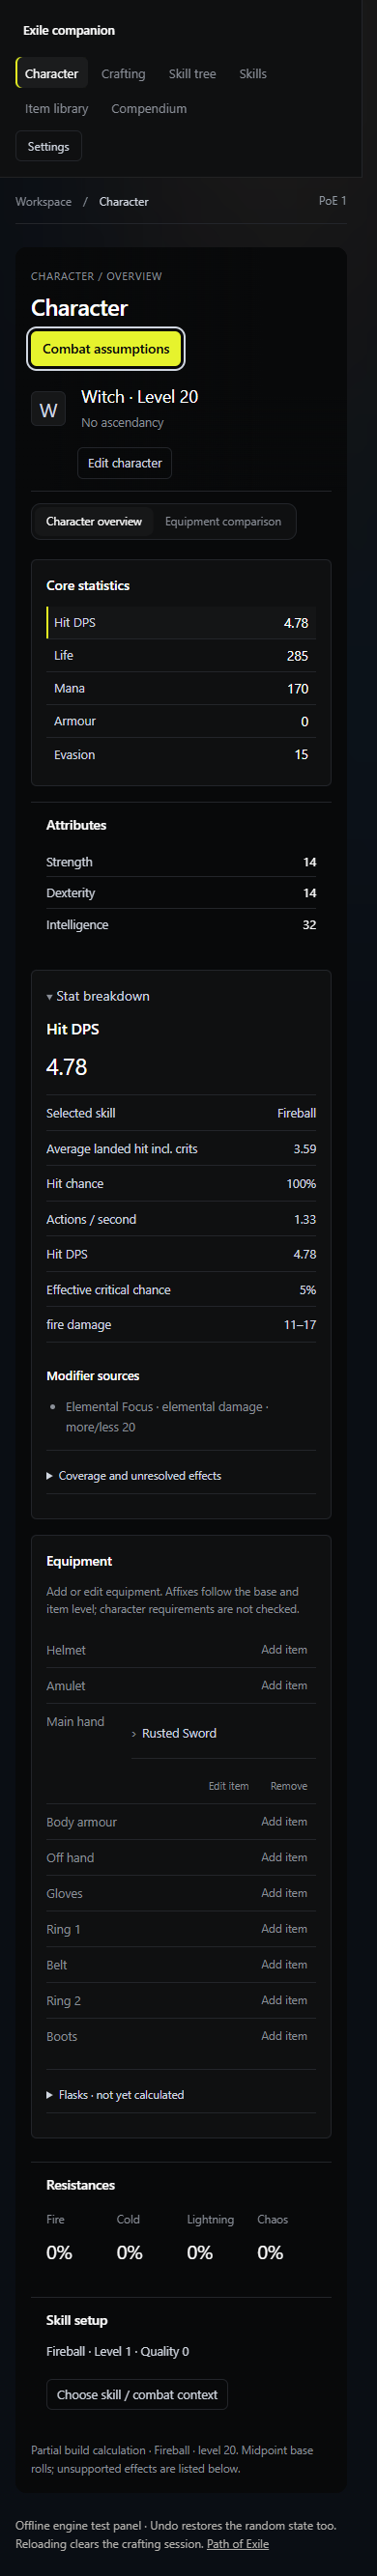 Exile companion
Character Crafting Skill tree Skills
Item library Compendium
Settings
Workspace / Character PoE 1
CHARACTER / OVERVIEW
Character
Combat assumptions
W
Witch · Level 20
No ascendancy
Edit character
Character overview Equipment comparison
Core statistics
Hit DPS 4.78
Life 285
Mana 170
Armour 0
Evasion 15
Attributes
Strength 14
Dexterity 14
Intelligence 32
▾ Stat breakdown
Hit DPS
4.78
Selected skill Fireball
Average landed hit incl. crits 3.59
Hit chance 100%
Actions / second 1.33
Hit DPS 4.78
Effective critical chance 5%
fire damage 11–17
Modifier sources
• Elemental Focus · elemental damage ·
more/less 20
▶ Coverage and unresolved effects
Equipment
Add or edit equipment. Affixes follow the base and
item level; character requirements are not checked.
Helmet Add item
Amulet Add item
Main hand › Rusted Sword
Edit item Remove
Body armour Add item
Off hand Add item
Gloves Add item
Ring 1 Add item
Belt Add item
Ring 2 Add item
Boots Add item
▶ Flasks · not yet calculated
Resistances
Fire Cold Lightning Chaos
0% 0% 0% 0%
Skill setup
Fireball · Level 1 · Quality 0
Choose skill / combat context
Partial build calculation · Fireball · level 20. Midpoint base
rolls; unsupported effects are listed below.
Offline engine test panel · Undo restores the random state too.
Reloading clears the crafting session. Path of Exile